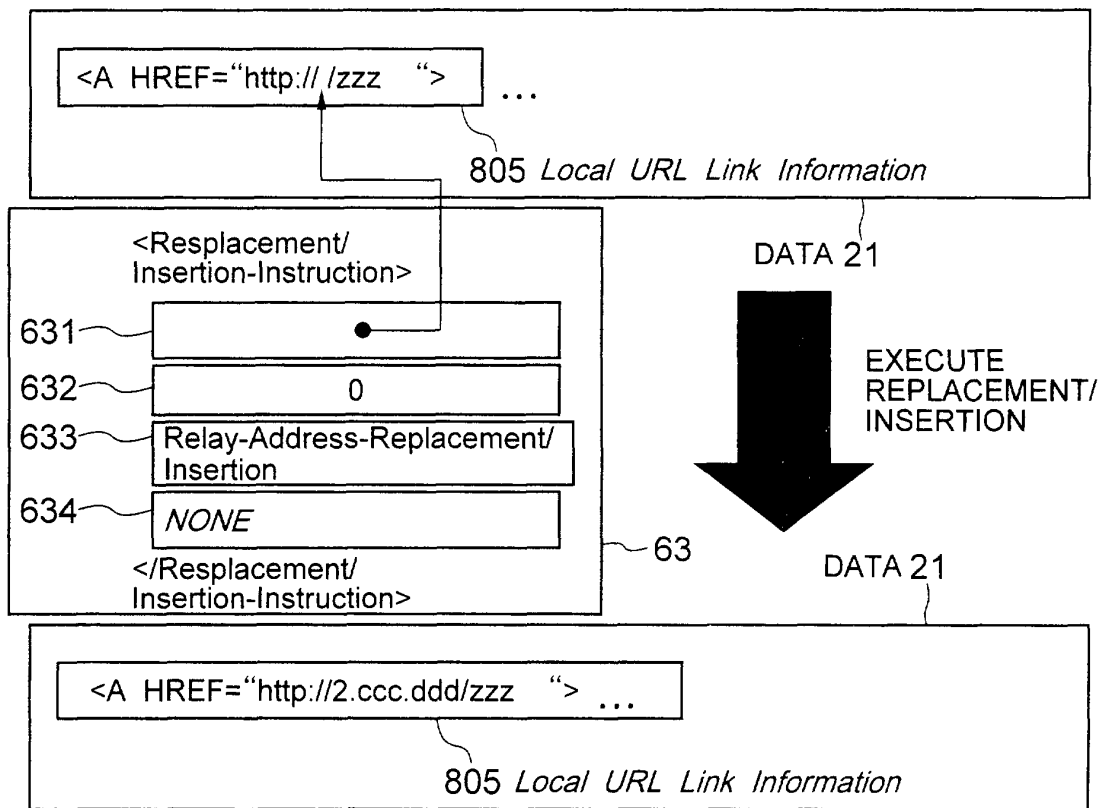 <A HREF="http:// /zzz “> ...
805 Local URL Link Information
DATA 21
<Resplacement/
Insertion-Instruction>
631
632 0
633 Relay-Address-Replacement/
Insertion
634 NONE
</Resplacement/
Insertion-Instruction>
63
EXECUTE
REPLACEMENT/
INSERTION
DATA 21
<A HREF="http://2.ccc.ddd/zzz “> ...
805 Local URL Link Information